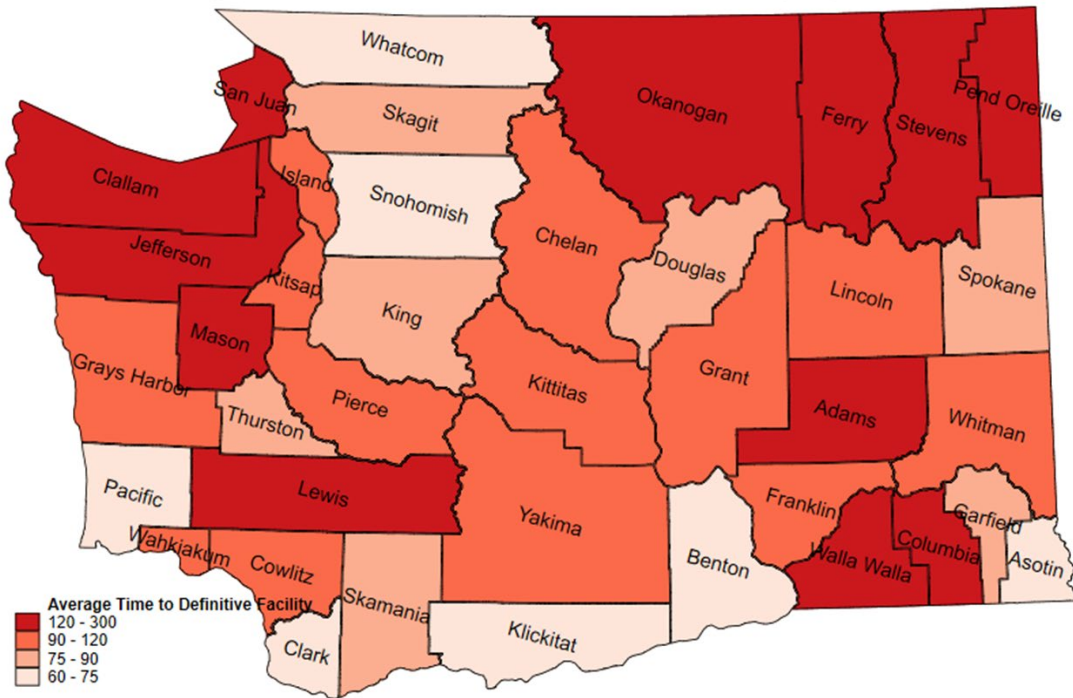 Whatcom
San Juan
Skagit
Okanogan
Ferry
Stevens
Pend Oreille
Clallam
Island
Snohomish
Jefferson
Chelan
Douglas
Kitsap
King
Lincoln
Spokane
Mason
Grays Harbor
Pierce
Kittitas
Grant
Thurston
Adams
Whitman
Pacific
Lewis
Yakima
Franklin
Garfield
Wahkiakum
Cowlitz
Benton
Walla Walla
Columbia
Asotin
Skamania
Klickitat
Clark
Average Time to Definitive Facility
120 - 300
90 - 120
75 - 90
60 - 75